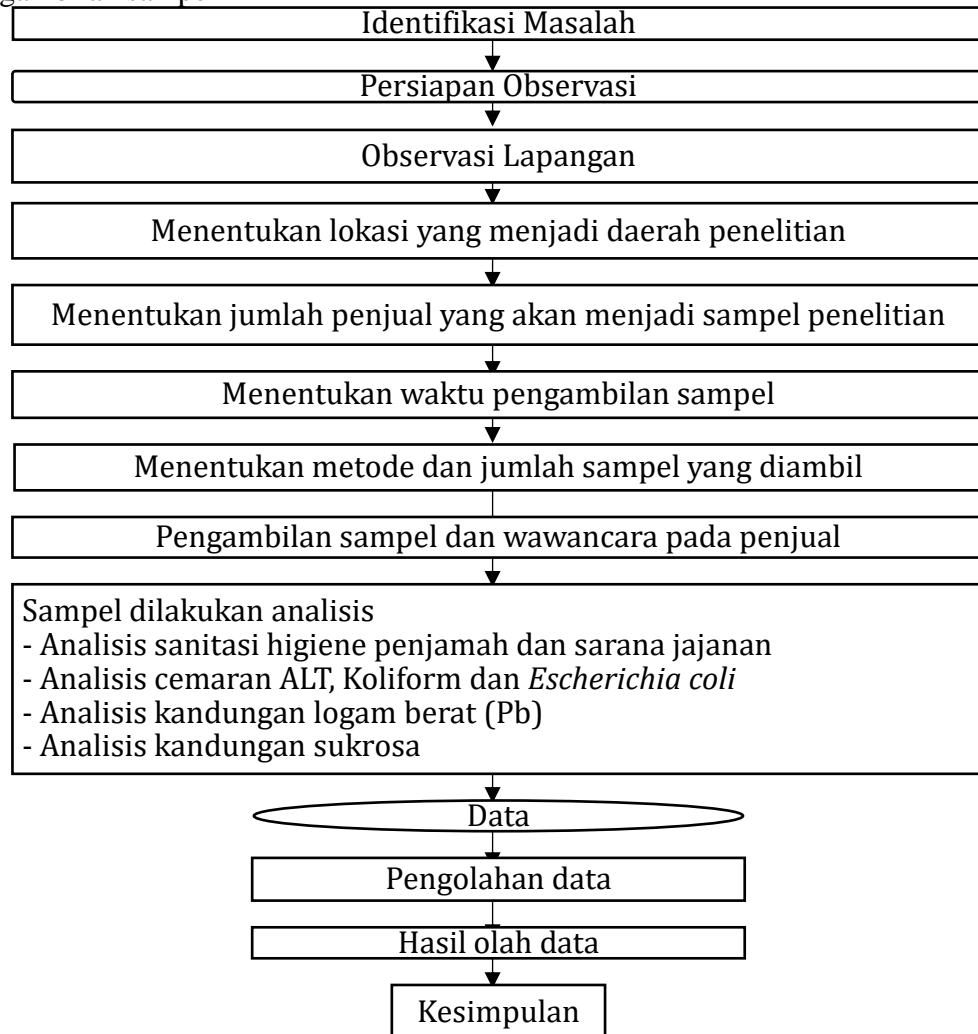 Identifikasi Masalah
Persiapan Observasi
Observasi Lapangan
Menentukan lokasi yang menjadi daerah penelitian
Menentukan jumlah penjual yang akan menjadi sampel penelitian
Menentukan waktu pengambilan sampel
Menentukan metode dan jumlah sampel yang diambil
Pengambilan sampel dan wawancara pada penjual
Sampel dilakukan analisis
- Analisis sanitasi higiene penjamah dan sarana jajanan
- Analisis cemaran ALT, Koliform dan Escherichia coli
- Analisis kandungan logam berat (Pb)
- Analisis kandungan sukrosa
Data
Pengolahan data
Hasil olah data
Kesimpulan